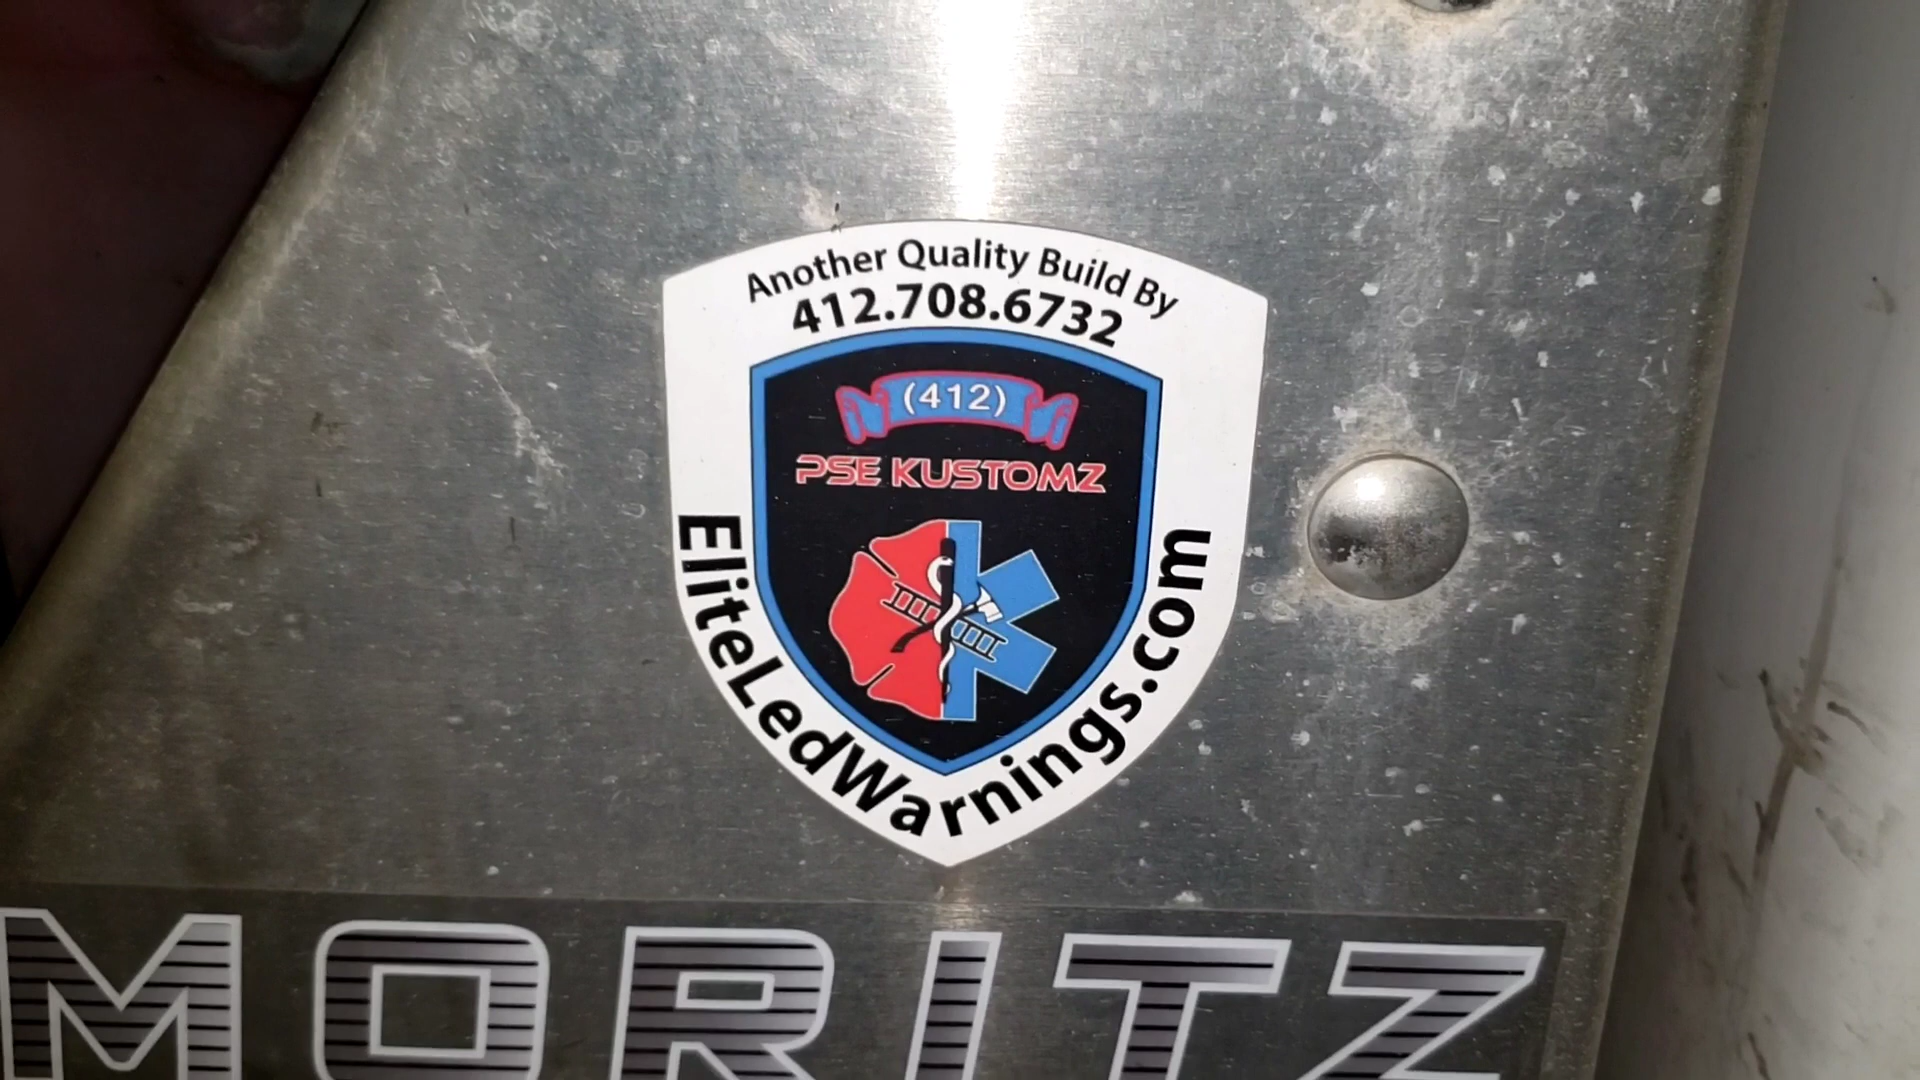 Another Quality Build By
412.708.6732
(412)
PSE KUSTOMZ
EliteLedWarnings.com
MORITZ